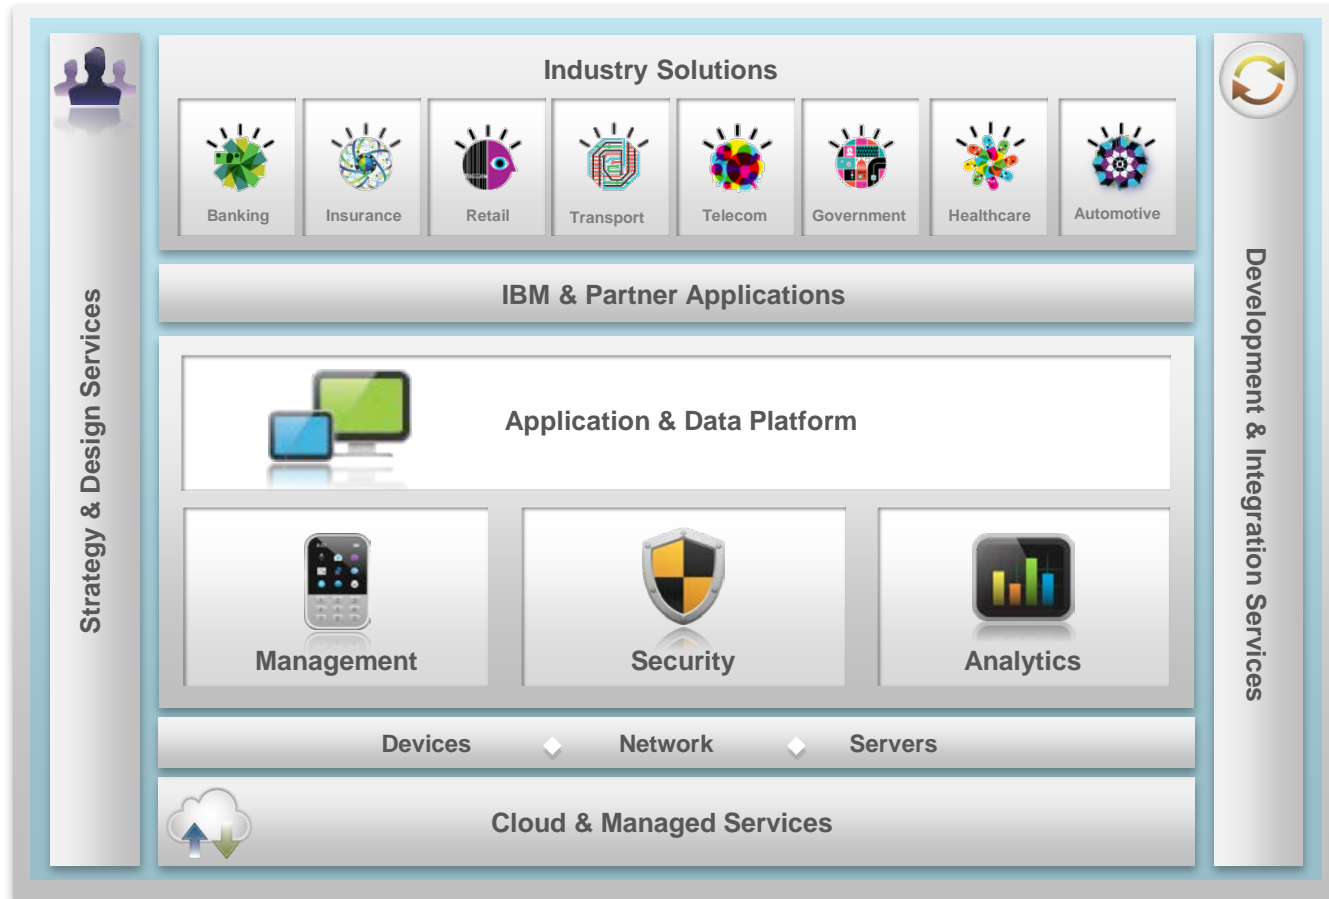 Industry Solutions
Banking
Insurance
Retail
Transport
Telecom
Government
Healthcare
Automotive
IBM & Partner Applications
Strategy & Design Services
Application & Data Platform
Development & Integration Services
Management
Security
Analytics
Devices
Network
Servers
Cloud & Managed Services